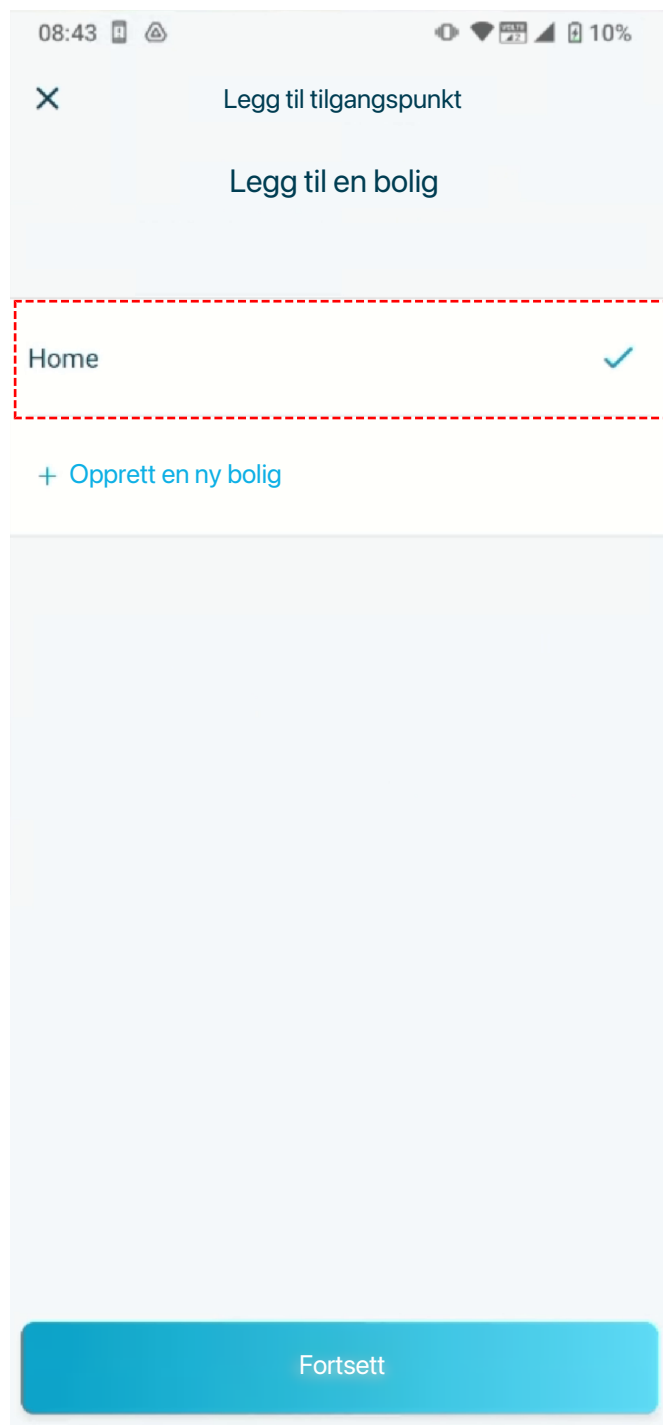 08:43 10%
Legg til tilgangspunkt
Legg til en bolig
Home
+ Opprett en ny bolig
Fortsett